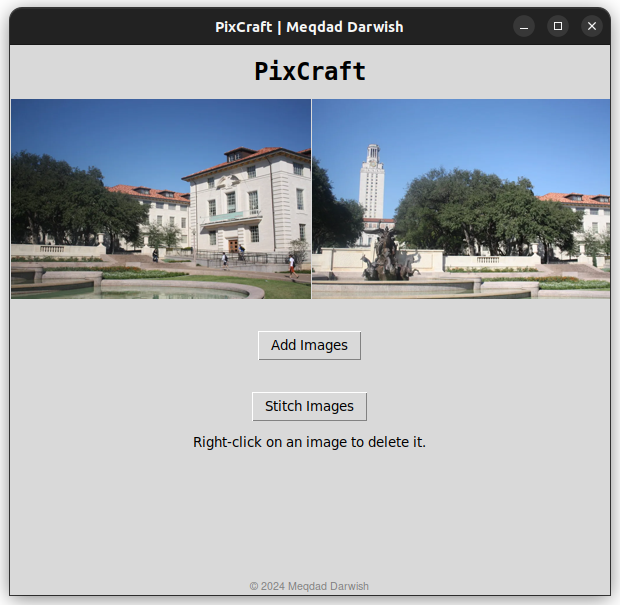 PixCraft | Meqdad Darwish
PixCraft
Add Images
Stitch Images
Right-click on an image to delete it.
© 2024 Meqdad Darwish